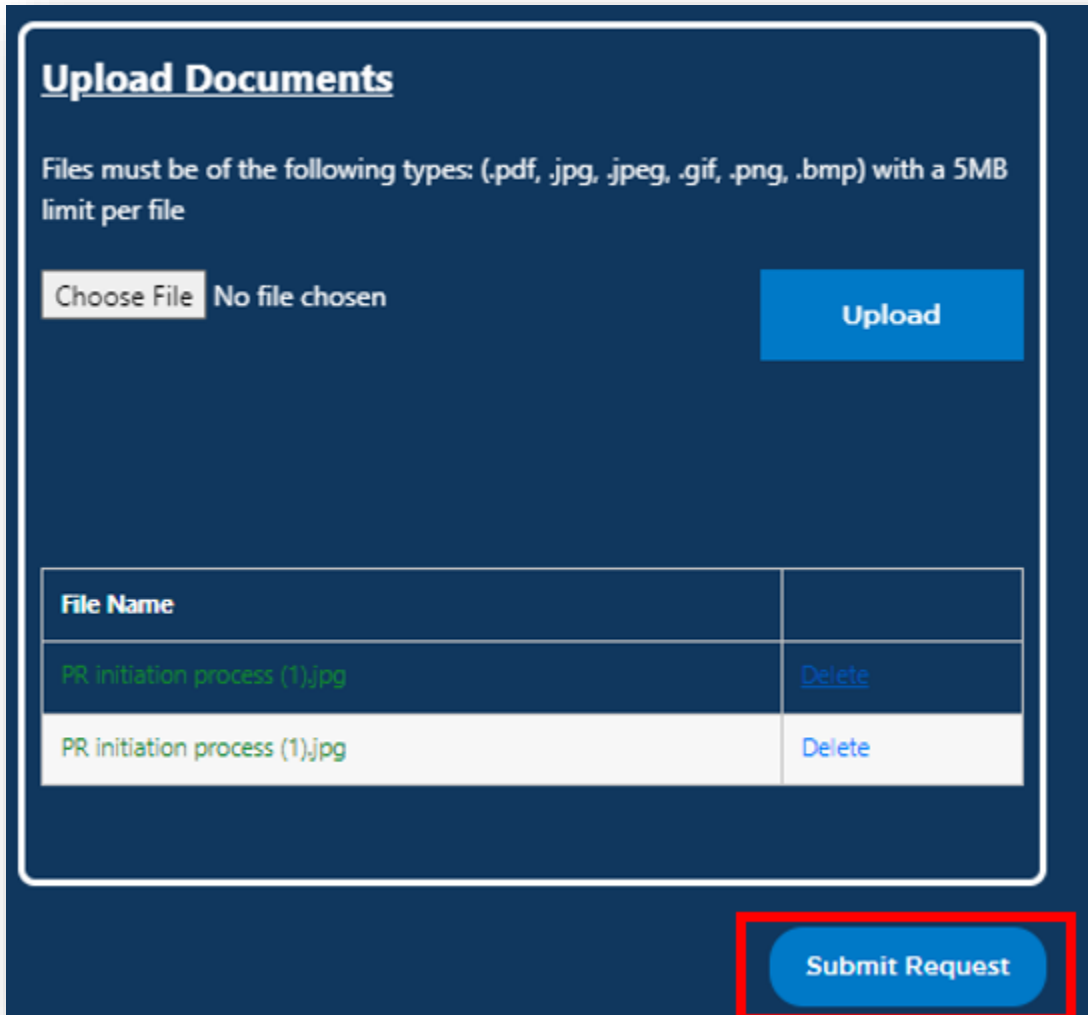 Upload Documents
Files must be of the following types: (.pdf, .jpg, .jpeg, .gif, .png, .bmp) with a 5MB
limit per file
Choose File No file chosen
Upload
File Name
PR initiation process (1).jpg Delete
PR initiation process (1).jpg Delete
Submit Request